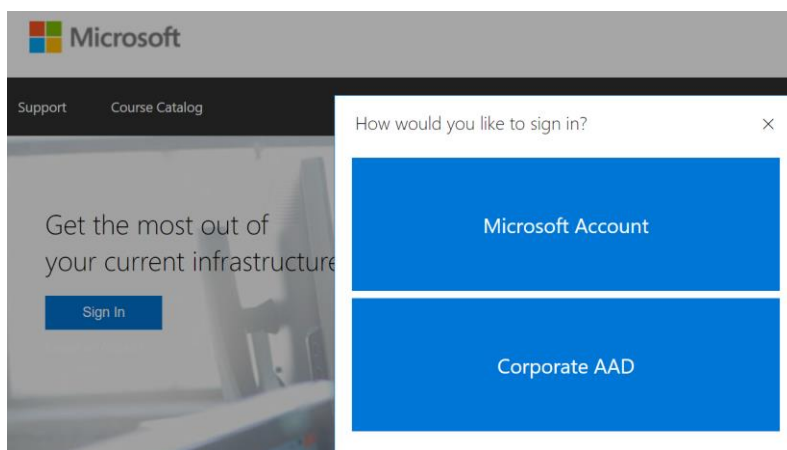 Microsoft
Support Course Catalog
How would you like to sign in?
Microsoft Account
Get the most out of
your current infrastructure
Sign In
Corporate AAD